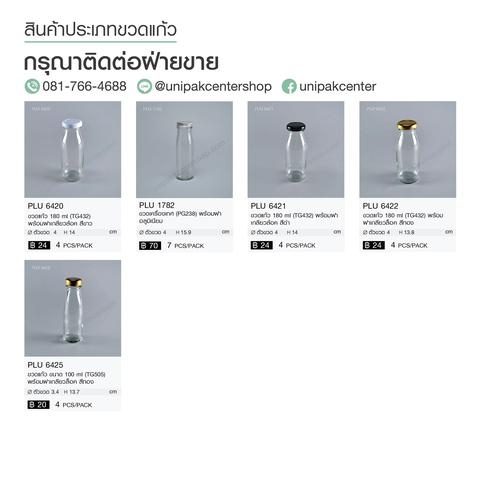 สินค้าประเภทขวดแก้ว
กรุณาติดต่อฝ่ายขาย
081-766-4688 @unipakcentershop unipakcenter
PLU 6420
ขวดแก้ว 180 ml (TG432)
พร้อมฝาเกลียวล็อค สีขาว
Ø ตัวขวด 4 H 14 cm
฿ 24 4 PCS/PACK
PLU 1782
ขวดเครื่องเทศ (PG238) พร้อมฝา
อลูมิเนียม
Ø ตัวขวด 4 H 15.9 cm
฿ 70 7 PCS/PACK
PLU 6421
ขวดแก้ว 180 ml (TG432) พร้อมฝา
เกลียวล็อค สีดำ
Ø ตัวขวด 4 H 14 cm
฿ 24 4 PCS/PACK
PLU 6422
ขวดแก้ว 180 ml (TG432) พร้อม
ฝาเกลียวล็อค สีทอง
Ø ตัวขวด 4 H 13.8 cm
฿ 24 4 PCS/PACK
PLU 6425
ขวดแก้ว ขนาด 100 ml (TG505)
พร้อมฝาเกลียวล็อค สีทอง
Ø ตัวขวด 3.4 H 13.7 cm
฿ 20 4 PCS/PACK